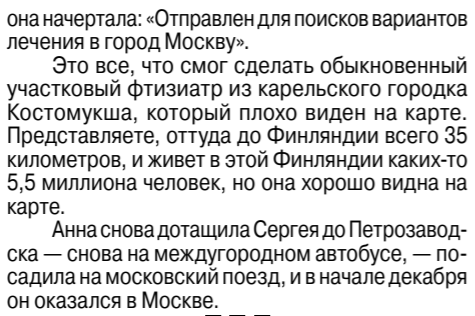 она начертала: «Отправлен для поисков вариантов
лечения в город Москву».
Это все, что смог сделать обыкновенный
участковый фтизиатр из карельского городка
Костомукша, который плохо виден на карте.
Представляете, оттуда до Финляндии всего 35
километров, и живет в этой Финляндии каких-то
5,5 миллиона человек, но она хорошо видна на
карте.
Анна снова дотащила Сергея до Петрозавод-
ска — снова на междугородном автобусе, — по-
садила на московский поезд, и в начале декабря
он оказался в Москве.